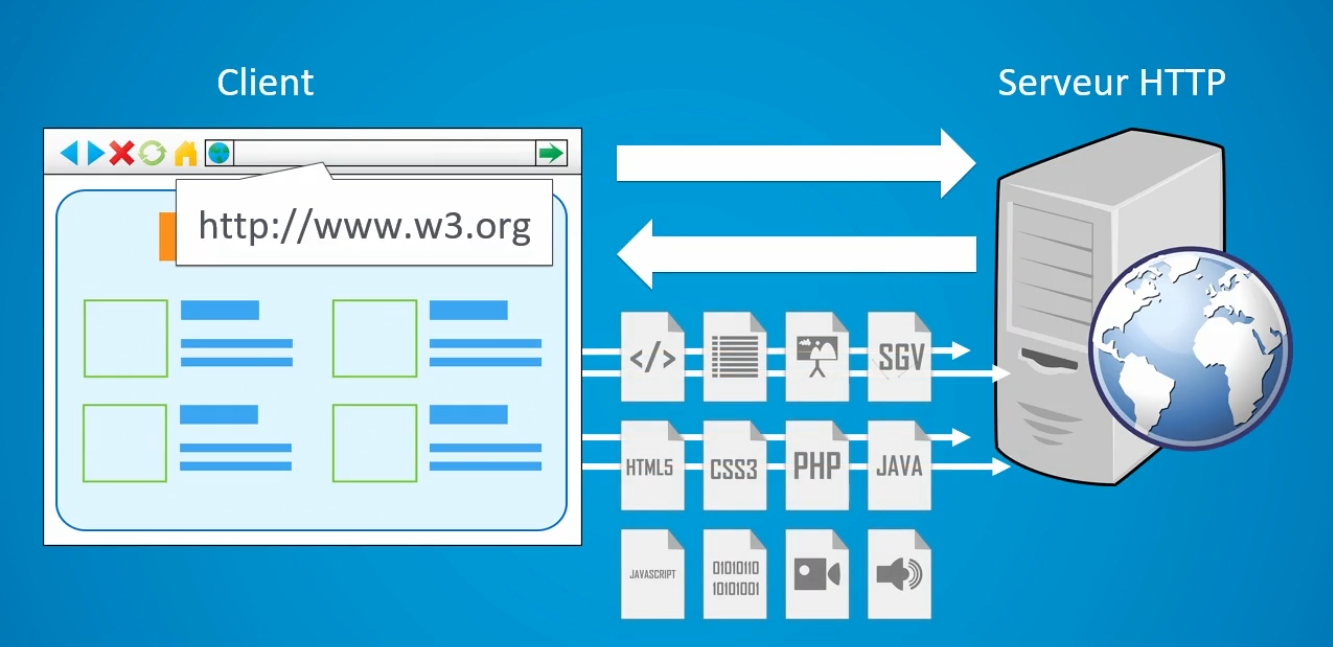 Client
Serveur HTTP
http://www.w3.org
</>
SGV
HTML5
CSS3
PHP
JAVA
JAVASCRIPT
01010110
10101001